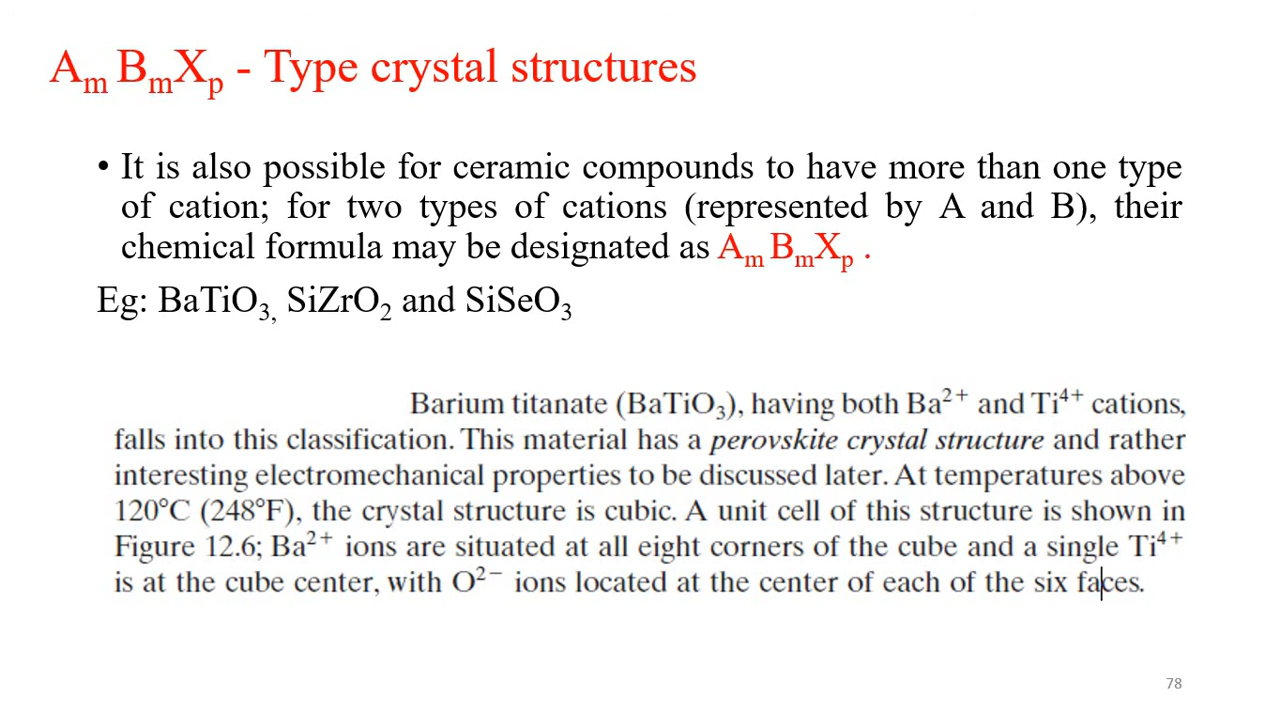 Aₘ BₘXₚ - Type crystal structures
• It is also possible for ceramic compounds to have more than one type
of cation; for two types of cations (represented by A and B), their
chemical formula may be designated as Aₘ BₘXₚ .
Eg: BaTiO₃, SiZrO₂ and SiSeO₃
Barium titanate (BaTiO₃), having both Ba²⁺ and Ti⁴⁺ cations,
falls into this classification. This material has a perovskite crystal structure and rather
interesting electromechanical properties to be discussed later. At temperatures above
120°C (248°F), the crystal structure is cubic. A unit cell of this structure is shown in
Figure 12.6; Ba²⁺ ions are situated at all eight corners of the cube and a single Ti⁴⁺
is at the cube center, with O²⁻ ions located at the center of each of the six faces.
78